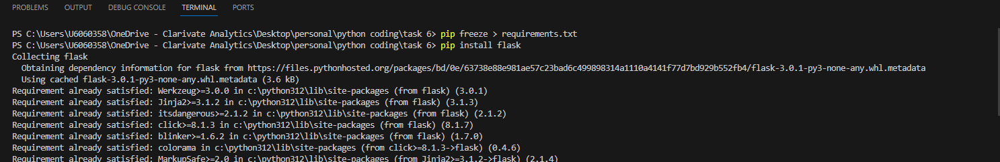 PROBLEMS OUTPUT DEBUG CONSOLE TERMINAL PORTS
PS C:\Users\U6060358\OneDrive - Clarivate Analytics\Desktop\personal\python coding\task 6> pip freeze > requirements.txt
PS C:\Users\U6060358\OneDrive - Clarivate Analytics\Desktop\personal\python coding\task 6> pip install flask
Collecting flask
  Obtaining dependency information for flask from https://files.pythonhosted.org/packages/bd/0e/63738e88e981ae57c23bad6c499898314a1110a4141f77d7bd929b552fb4/flask-3.0.1-py3-none-any.whl.metadata
  Using cached flask-3.0.1-py3-none-any.whl.metadata (3.6 kB)
Requirement already satisfied: Werkzeug>=3.0.0 in c:\python312\lib\site-packages (from flask) (3.0.1)
Requirement already satisfied: Jinja2>=3.1.2 in c:\python312\lib\site-packages (from flask) (3.1.3)
Requirement already satisfied: itsdangerous>=2.1.2 in c:\python312\lib\site-packages (from flask) (2.1.2)
Requirement already satisfied: click>=8.1.3 in c:\python312\lib\site-packages (from flask) (8.1.7)
Requirement already satisfied: blinker>=1.6.2 in c:\python312\lib\site-packages (from flask) (1.7.0)
Requirement already satisfied: colorama in c:\python312\lib\site-packages (from click>=8.1.3->flask) (0.4.6)
Requirement already satisfied: MarkupSafe>=2.0 in c:\python312\lib\site-packages (from Jinja2>=3.1.2->flask) (2.1.4)